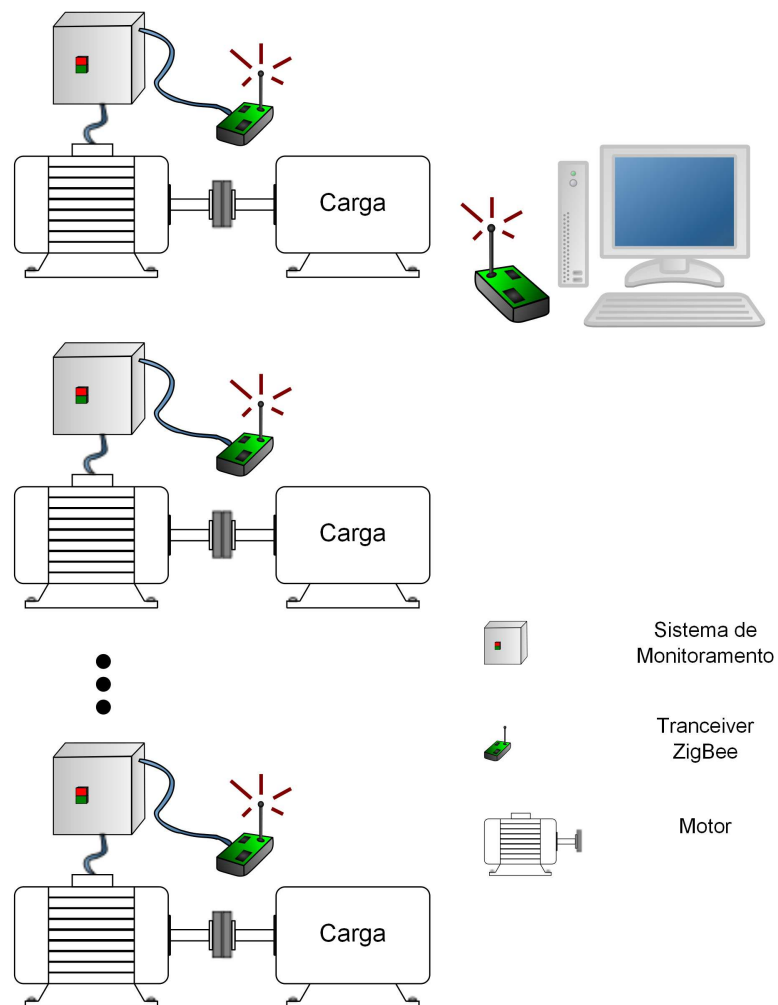 Carga
Carga
Sistema de
Monitoramento
Tranceiver
ZigBee
Motor
Carga